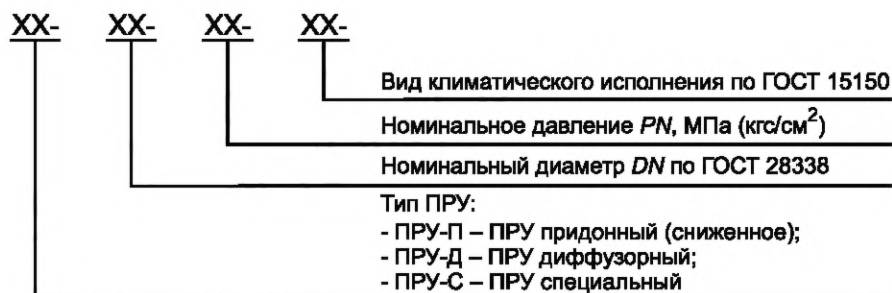 XX- XX- XX- XX-
Вид климатического исполнения по ГОСТ 15150
Номинальное давление PN, МПа (кгс/см²)
Номинальный диаметр DN по ГОСТ 28338
Тип ПРУ:
- ПРУ-П – ПРУ придонный (сниженное);
- ПРУ-Д – ПРУ диффузорный;
- ПРУ-С – ПРУ специальный